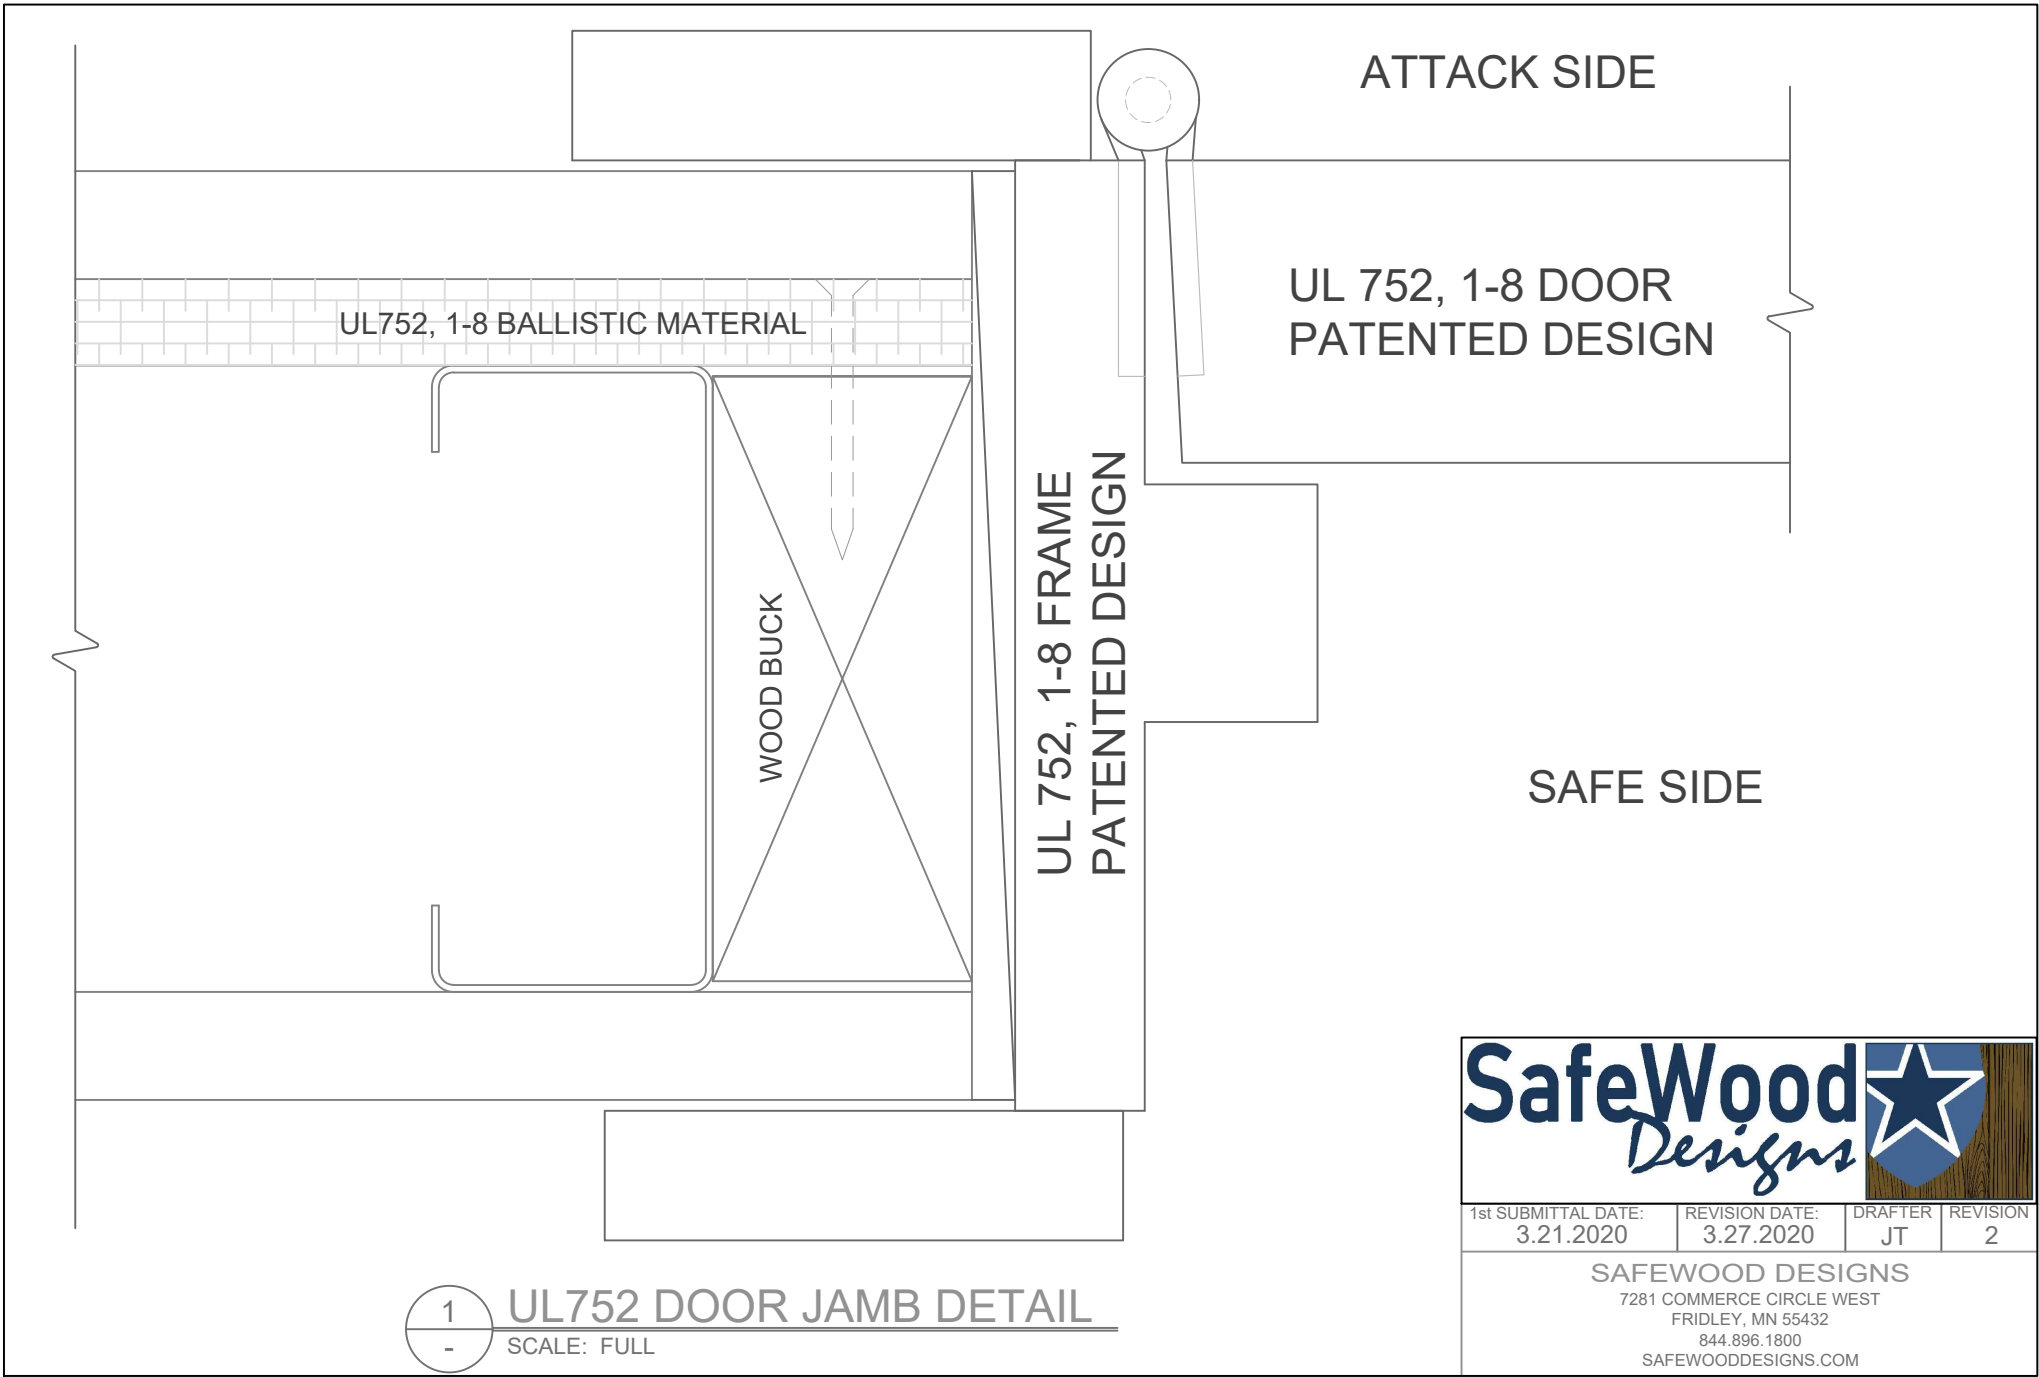 ATTACK SIDE
UL 752, 1-8 DOOR
PATENTED DESIGN
UL752, 1-8 BALLISTIC MATERIAL
WOOD BUCK
UL 752, 1-8 FRAME
PATENTED DESIGN
SAFE SIDE
SafeWood
Designs
1st SUBMITTAL DATE: REVISION DATE: DRAFTER REVISION
3.21.2020 3.27.2020 JT 2
SAFEWOOD DESIGNS
7281 COMMERCE CIRCLE WEST
FRIDLEY, MN 55432
844.896.1800
SAFEWOODDESIGNS.COM
1 UL752 DOOR JAMB DETAIL
- SCALE: FULL